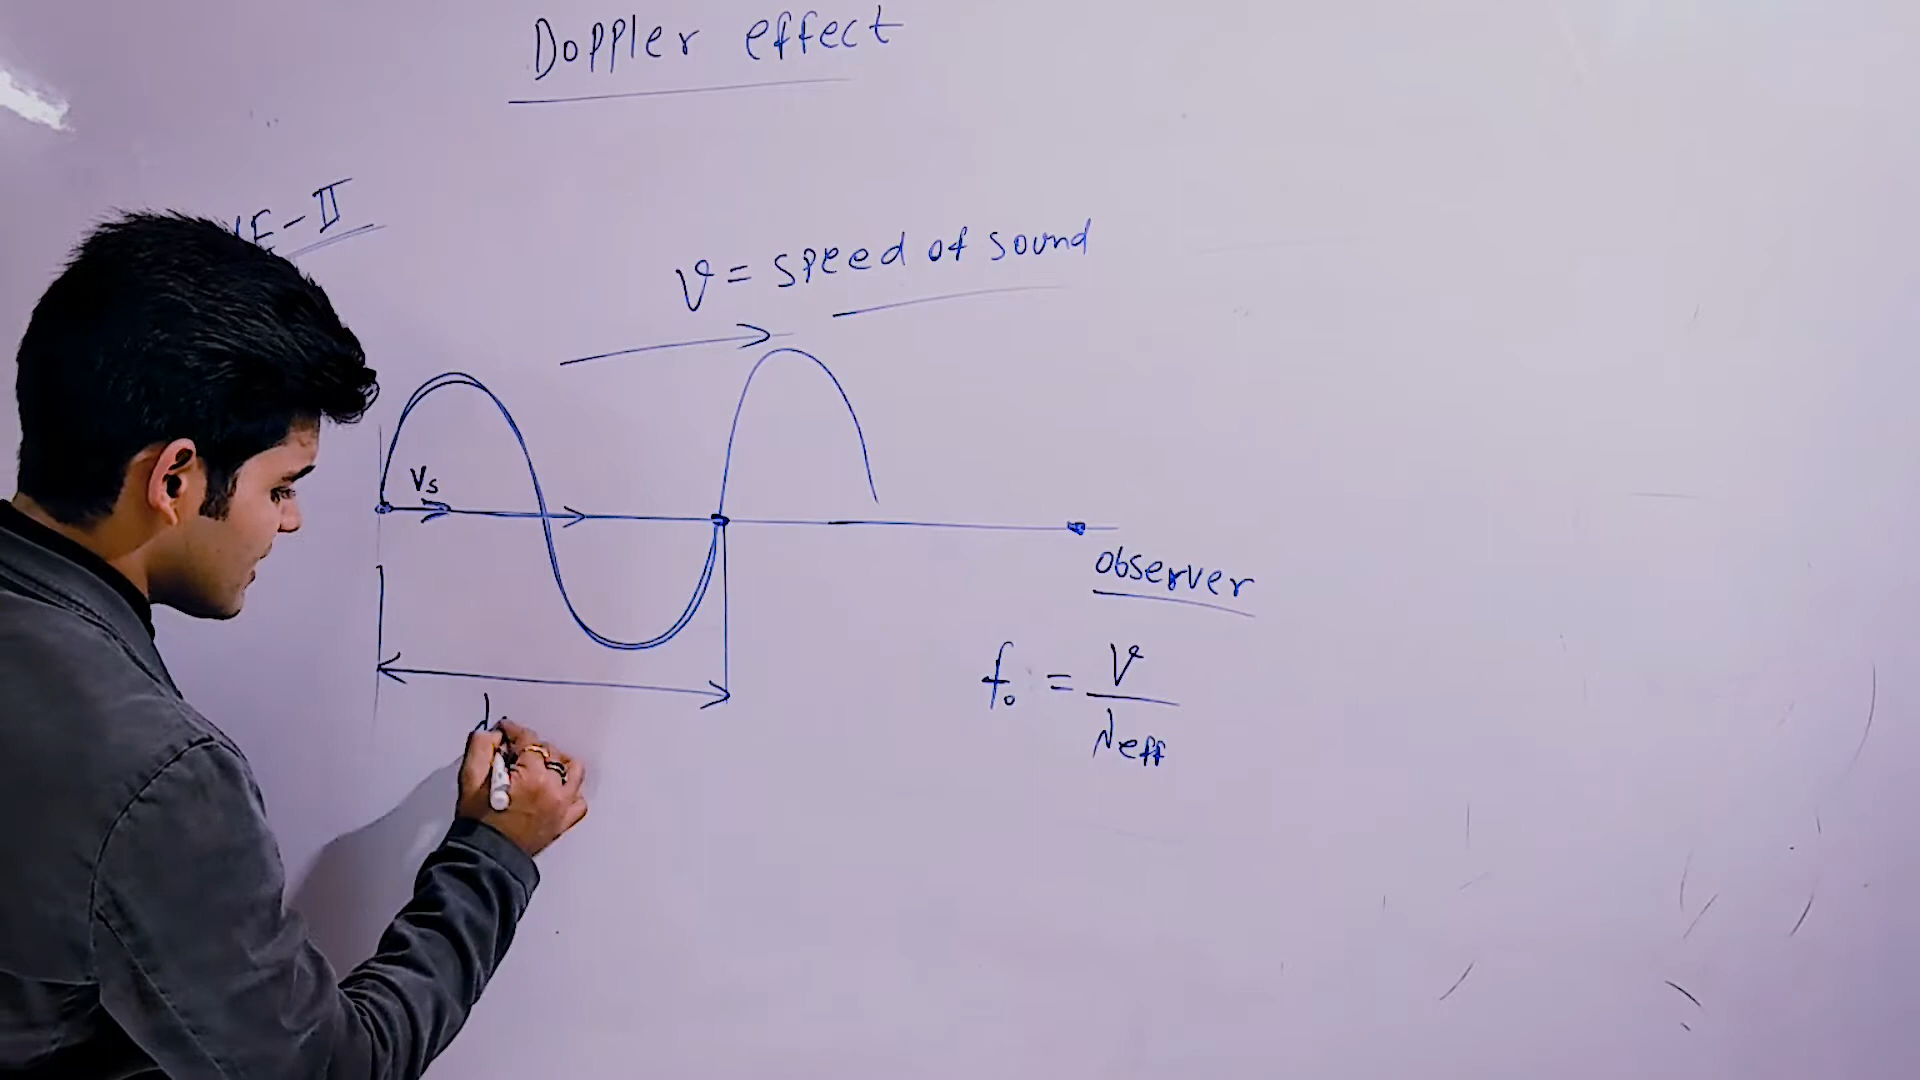 Doppler effect
E-II
V = speed of sound
Vs
observer
f₀ = V / λeff
λ